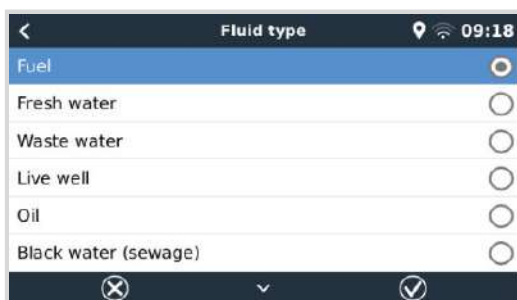 Fluid type 09:18
Fuel
Fresh water
Waste water
Live well
Oil
Black water (sewage)